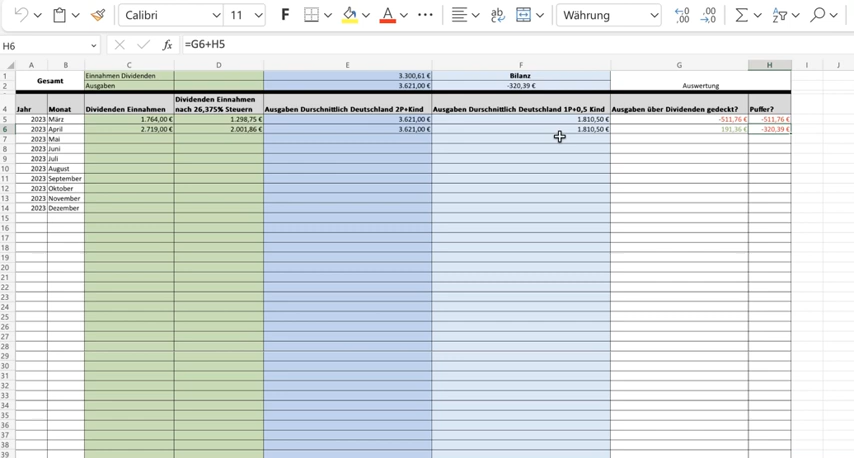 Calibri 11 F A ab Währung ,00 ,00
H6 fx =G6+H5
A B C D E F G H I J
1 Gesamt Einnahmen Dividenden 3.300,61 € Bilanz
2 Ausgaben 3.621,00 € -320,39 € Auswertung
Dividenden Einnahmen
4 Jahr Monat Dividenden Einnahmen nach 26,375% Steuern Ausgaben Durschnittlich Deutschland 2P+Kind Ausgaben Durschnittlich Deutschland 1P+0,5 Kind Ausgaben über Dividenden gedeckt? Puffer?
5 2023 März 1.764,00 € 1.298,75 € 3.621,00 € 1.810,50 € -511,76 € -511,76 €
6 2023 April 2.719,00 € 2.001,86 € 3.621,00 € 1.810,50 € 191,36 € -320,39 €
7 2023 Mai
8 2023 Juni
9 2023 Juli
10 2023 August
11 2023 September
12 2023 Oktober
13 2023 November
14 2023 Dezember
15
16
17
18
19
20
21
22
23
24
25
26
27
28
29
30
31
32
33
34
35
36
37
38
39